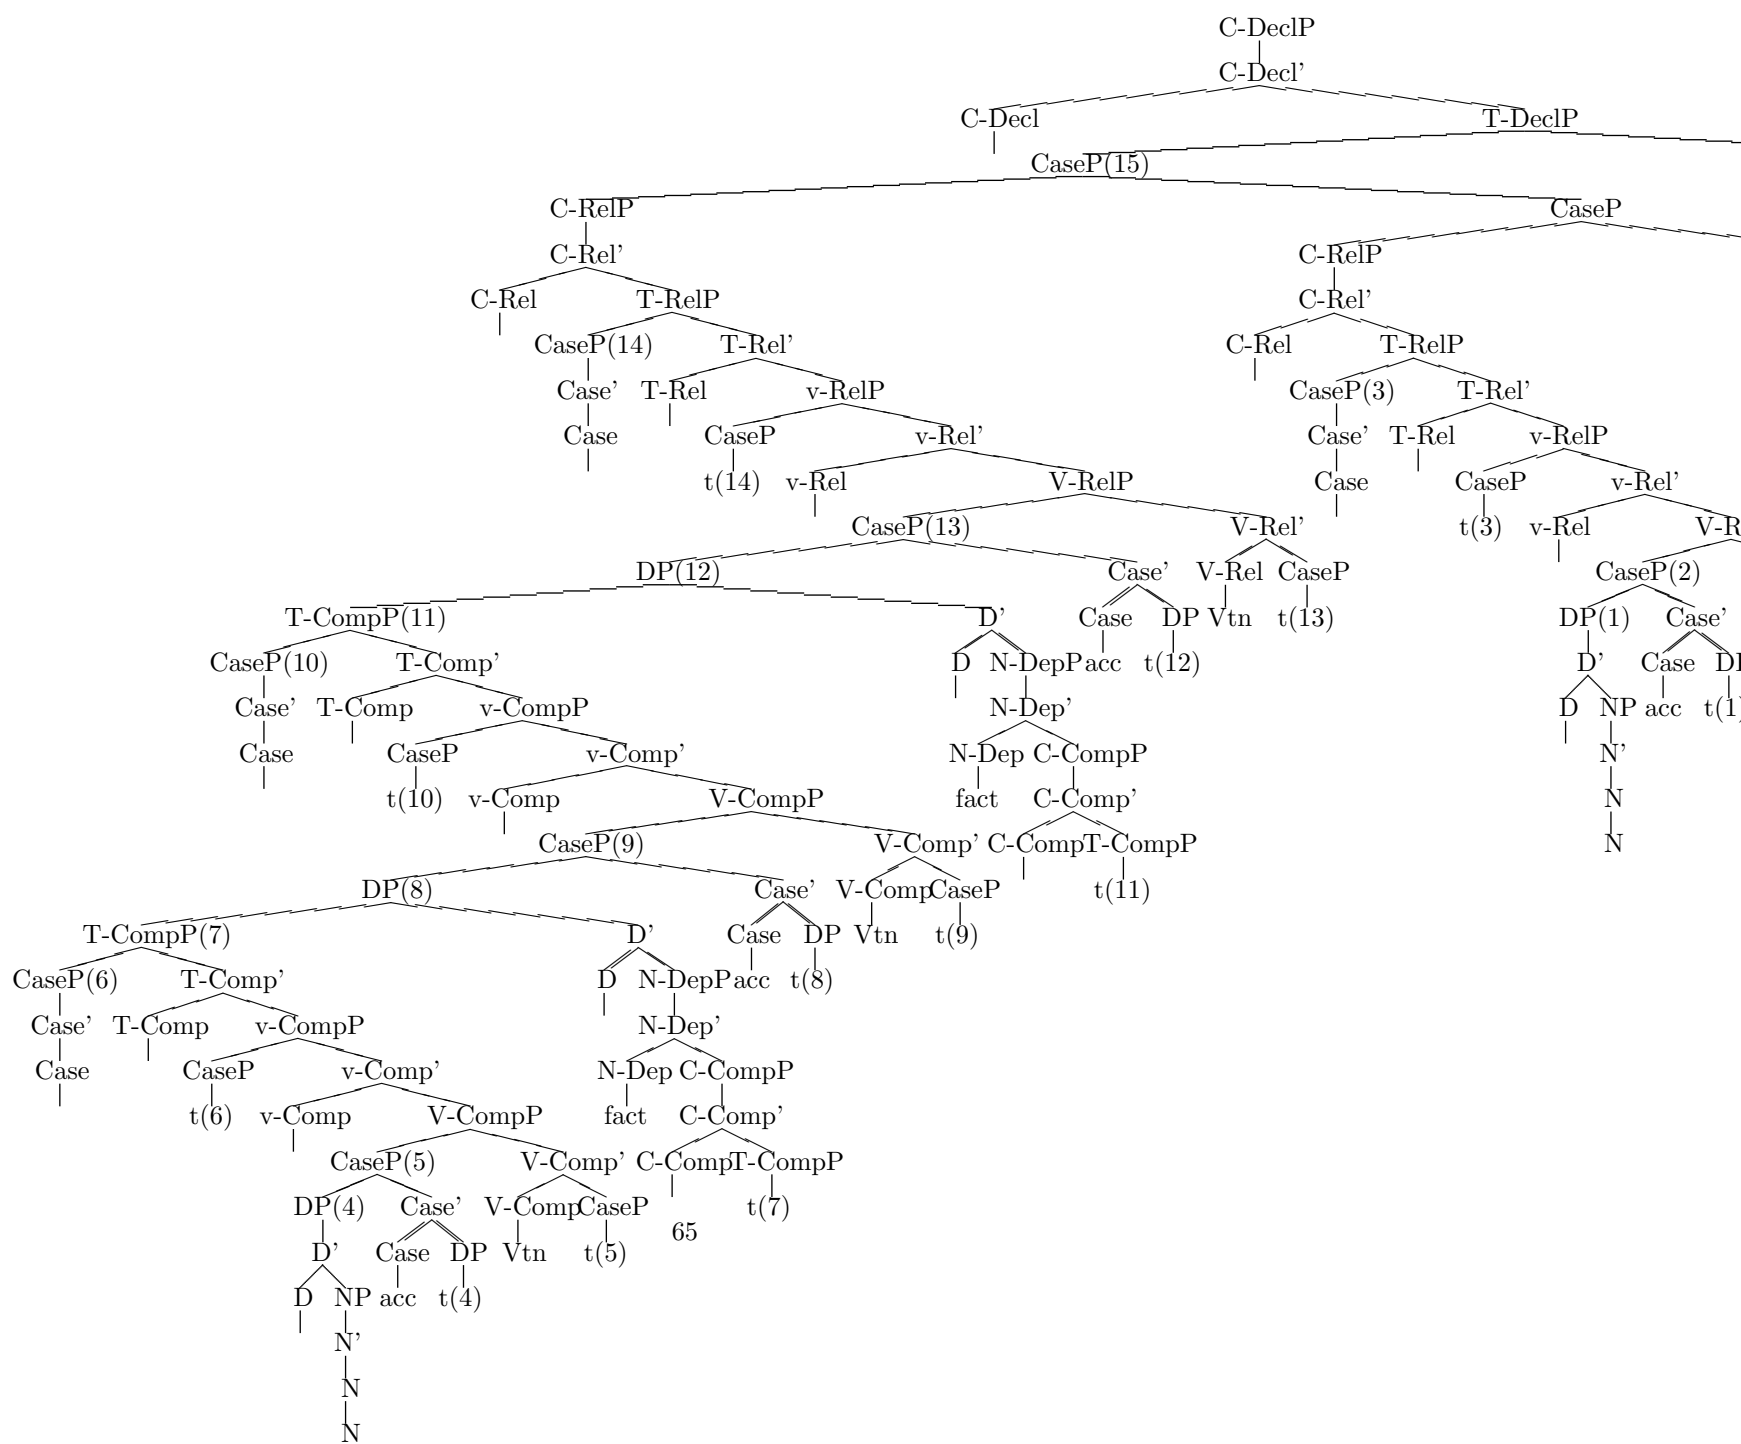 C-DeclP
C-Decl'
C-Decl T-DeclP
CaseP(15)
C-RelP CaseP
C-Rel' C-RelP
C-Rel T-RelP C-Rel'
CaseP(14) T-Rel' C-Rel T-RelP
Case' T-Rel v-RelP CaseP(3) T-Rel'
Case CaseP v-Rel' Case' T-Rel v-RelP
t(14) v-Rel V-RelP Case CaseP v-Rel'
CaseP(13) V-Rel' t(3) v-Rel
DP(12) Case' V-Rel CaseP CaseP(2)
T-CompP(11) D' Case DP Vtn t(13) DP(1) Case'
CaseP(10) T-Comp' D N-DepP acc t(12) D' Case
Case' T-Comp v-CompP N-Dep' D NP acc t(1)
Case CaseP v-Comp' N-Dep C-CompP N'
t(10) v-Comp V-CompP fact C-Comp' N
CaseP(9) V-Comp' C-Comp T-CompP N
DP(8) Case' V-Comp CaseP t(11)
T-CompP(7) D' Case DP Vtn t(9)
CaseP(6) T-Comp' D N-DepP acc t(8)
Case' T-Comp v-CompP N-Dep'
Case CaseP v-Comp' N-Dep C-CompP
t(6) v-Comp V-CompP fact C-Comp'
CaseP(5) V-Comp' C-Comp T-CompP
DP(4) Case' V-Comp CaseP t(7)
65
D' Case DP Vtn t(5)
D NP acc t(4)
N'
N
N